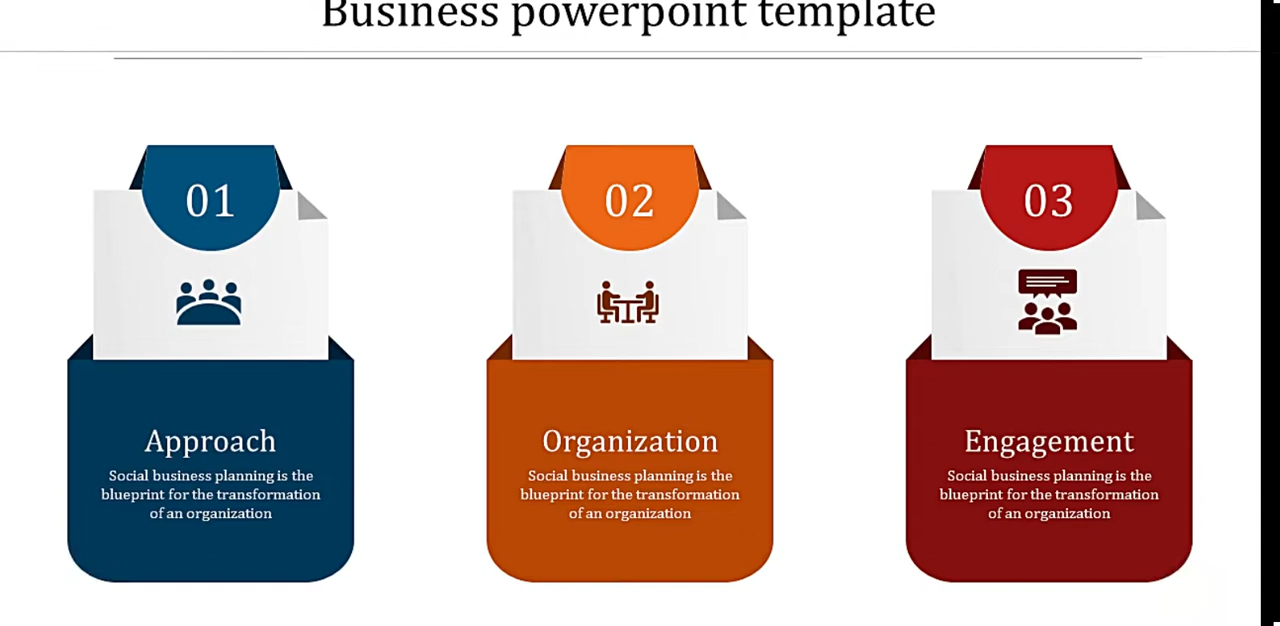 Business powerpoint template
01
02
03
Approach
Social business planning is the
blueprint for the transformation
of an organization
Organization
Social business planning is the
blueprint for the transformation
of an organization
Engagement
Social business planning is the
blueprint for the transformation
of an organization